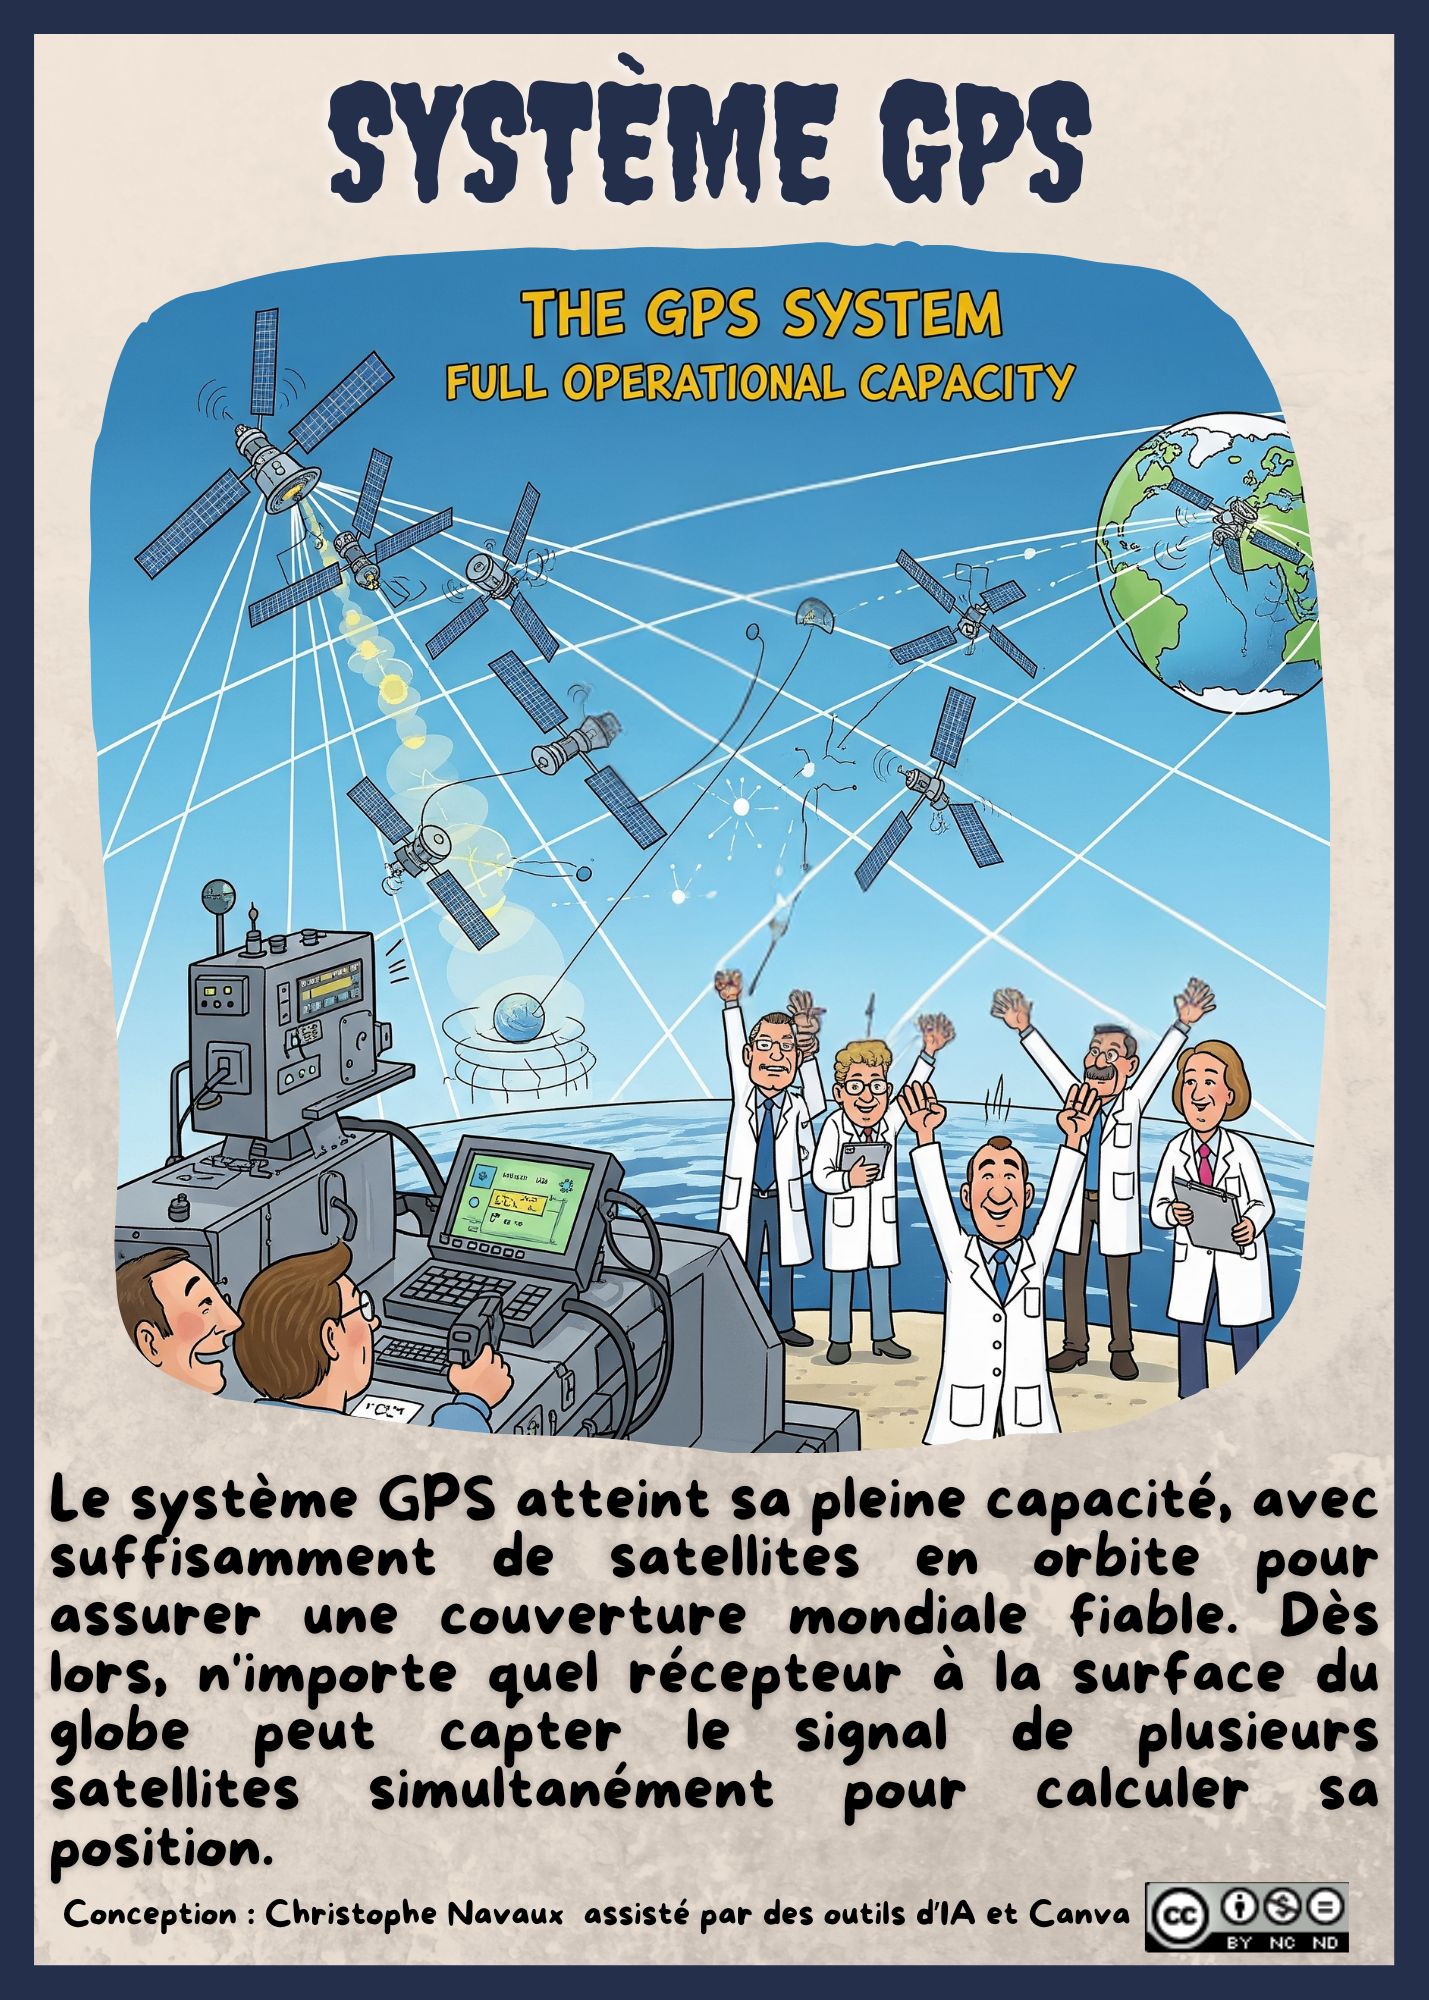 SYSTÈME GPS
THE GPS SYSTEM
FULL OPERATIONAL CAPACITY
Le système GPS atteint sa pleine capacité, avec
suffisamment de satellites en orbite pour
assurer une couverture mondiale fiable. Dès
lors, n'importe quel récepteur à la surface du
globe peut capter le signal de plusieurs
satellites simultanément pour calculer sa
position.
Conception : Christophe Navaux assisté par des outils d'IA et Canva
cc
BY NC ND